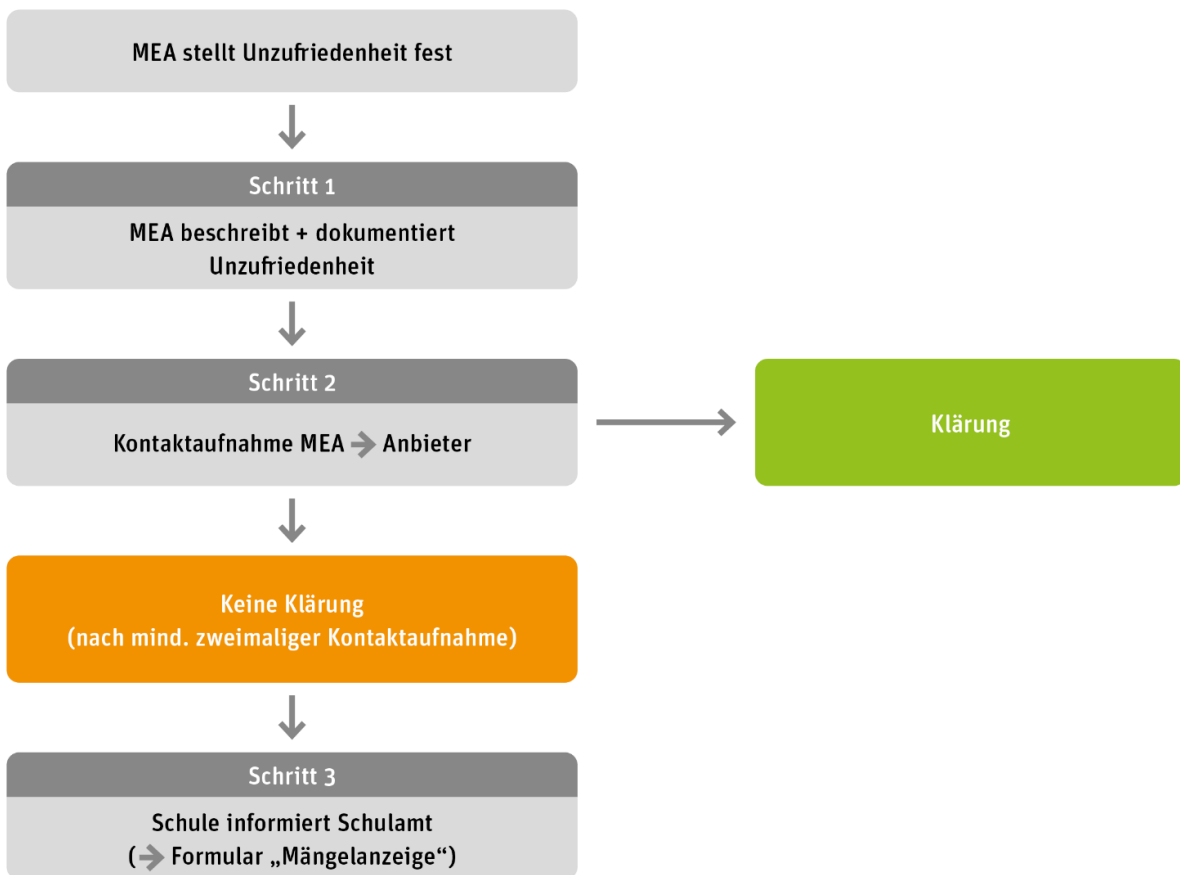 MEA stellt Unzufriedenheit fest
Schritt 1
MEA beschreibt + dokumentiert
Unzufriedenheit
Schritt 2
Kontaktaufnahme MEA → Anbieter
Klärung
Keine Klärung
(nach mind. zweimaliger Kontaktaufnahme)
Schritt 3
Schule informiert Schulamt
(→ Formular „Mängelanzeige“)